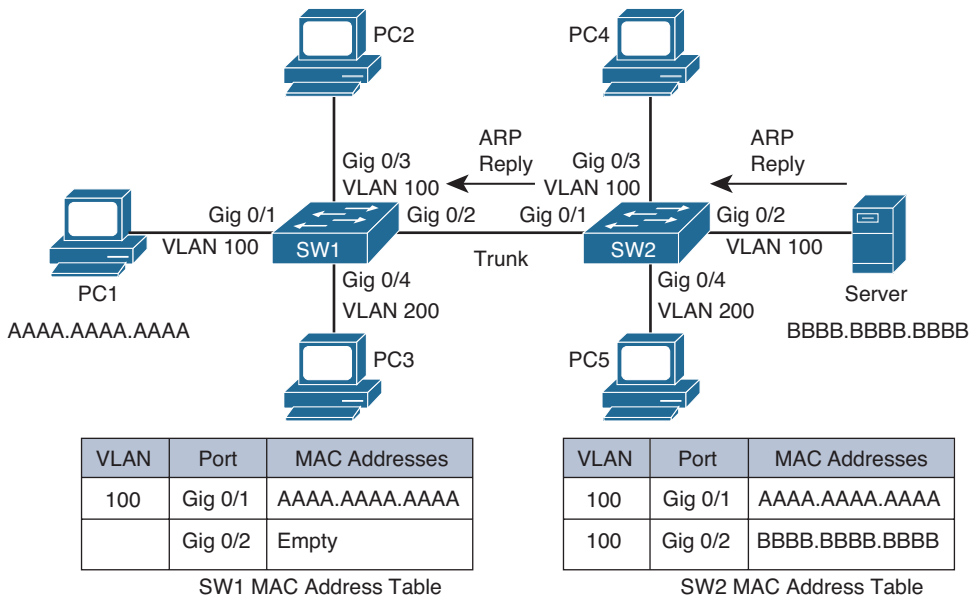 PC2
PC4
ARP
Reply
ARP
Reply
Gig 0/3
VLAN 100
Gig 0/3
VLAN 100
Gig 0/1
Gig 0/2
Gig 0/1
Gig 0/2
VLAN 100
SW1
Trunk
SW2
VLAN 100
Gig 0/4
VLAN 200
Gig 0/4
VLAN 200
PC1
AAAA.AAAA.AAAA
Server
BBBB.BBBB.BBBB
PC3
PC5
VLAN Port MAC Addresses
100 Gig 0/1 AAAA.AAAA.AAAA
Gig 0/2 Empty
SW1 MAC Address Table
VLAN Port MAC Addresses
100 Gig 0/1 AAAA.AAAA.AAAA
100 Gig 0/2 BBBB.BBBB.BBBB
SW2 MAC Address Table